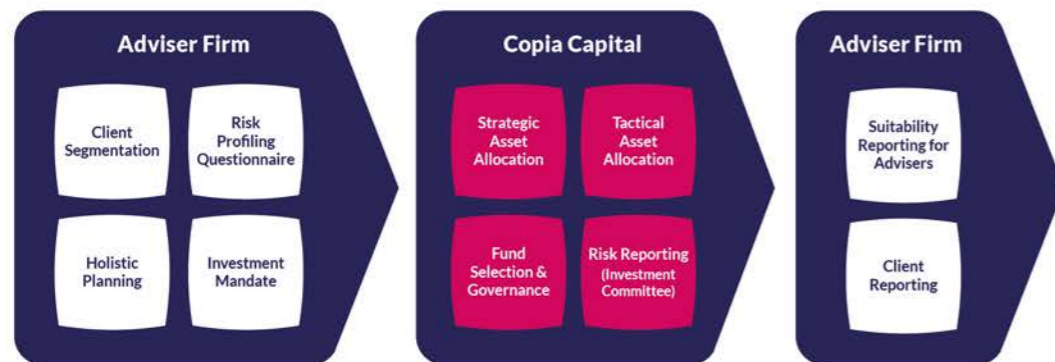 Adviser Firm
Client
Segmentation
Risk
Profiling
Questionnaire
Holistic
Planning
Investment
Mandate
Copia Capital
Strategic
Asset
Allocation
Tactical
Asset
Allocation
Fund
Selection &
Governance
Risk Reporting
(Investment
Committee)
Adviser Firm
Suitability
Reporting for
Advisers
Client
Reporting